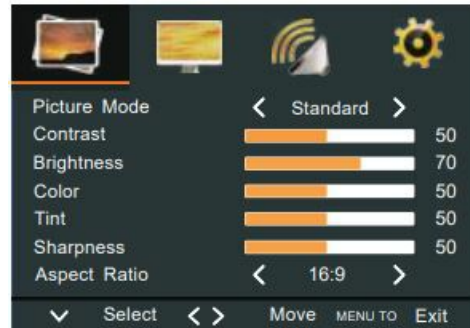 Picture Mode Standard
Contrast 50
Brightness 70
Color 50
Tint 50
Sharpness 50
Aspect Ratio 16:9
Select Move MENU TO Exit